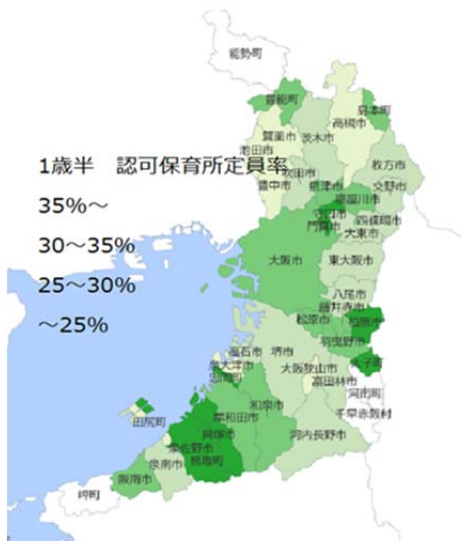 能勢町
豊能町
島本町
高槻市
箕面市
茨木市
池田市
枚方市
1歳半　認可保育所定員率
吹田市
豊中市
摂津市
交野市
寝屋川市
35%～
守口市
四條畷市
門真市
大東市
30～35%
大阪市
東大阪市
25～30%
八尾市
藤井寺市
～25%
松原市
柏原市
羽曳野市
高石市
堺市
太子町
泉大津市
大阪狭山市
忠岡町
富田林市
河南町
和泉市
千早赤阪村
岸和田市
田尻町
貝塚市
河内長野市
泉佐野市
熊取町
泉南市
阪南市
岬町